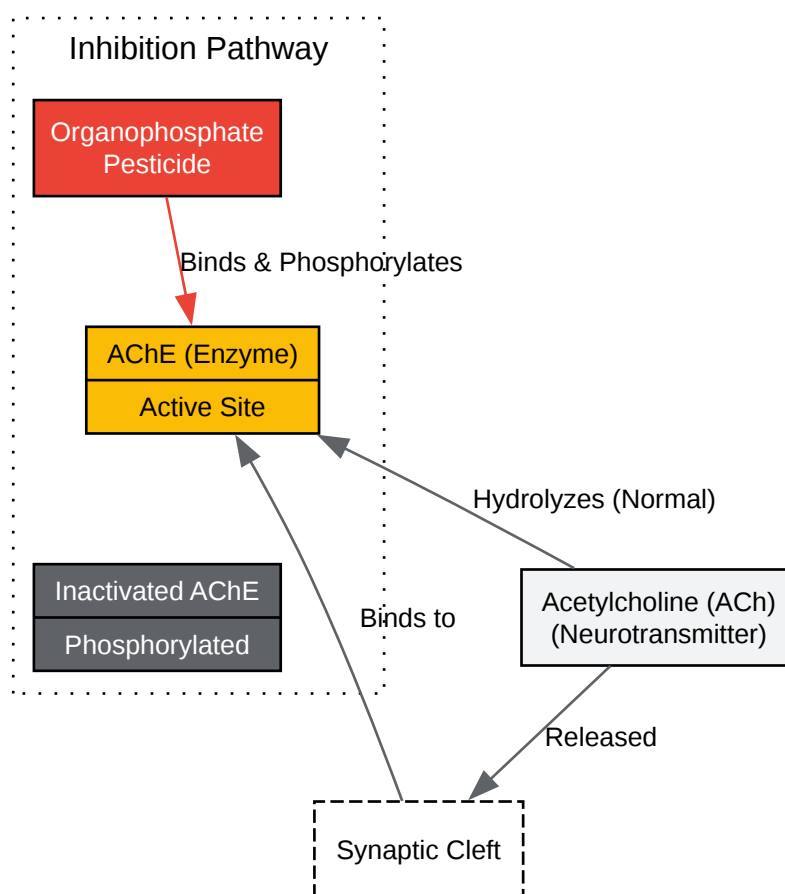 Inhibition Pathway
Organophosphate
Pesticide
Binds & Phosphorylates
AChE (Enzyme)
Active Site
Hydrolyzes (Normal)
Inactivated AChE
Phosphorylated
Binds to
Acetylcholine (ACh)
(Neurotransmitter)
Released
Synaptic Cleft